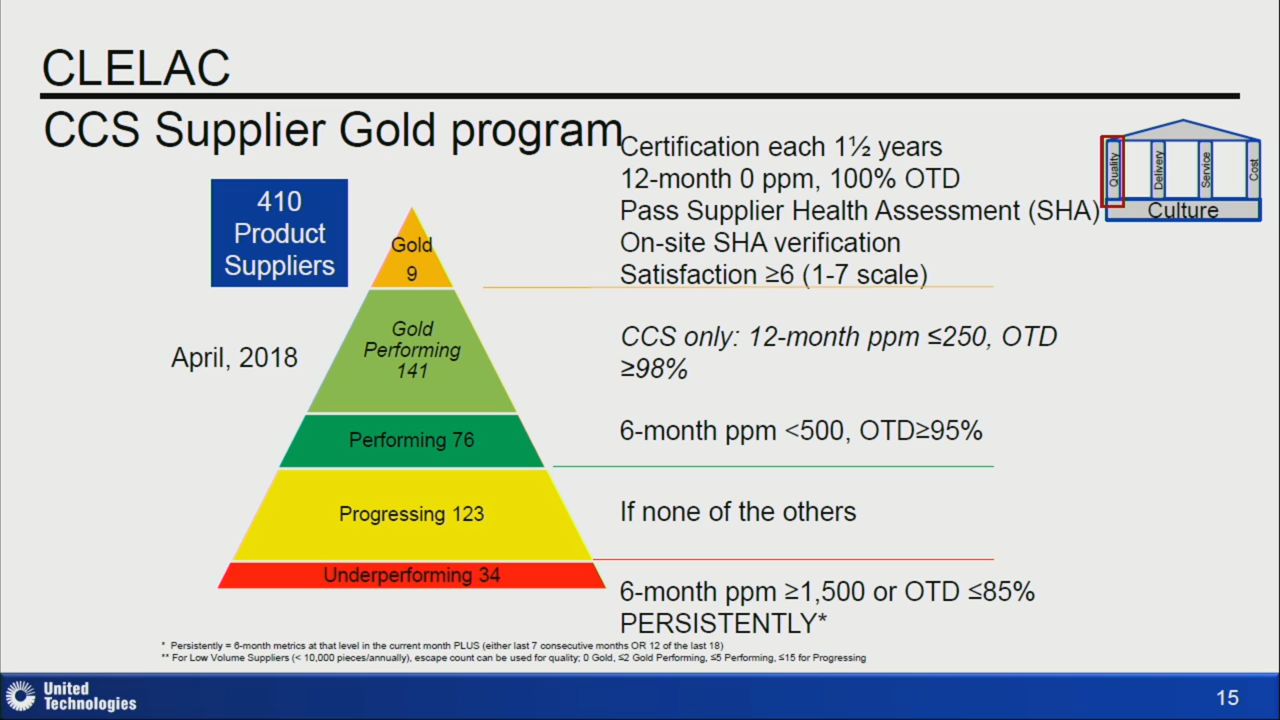 CLELAC
CCS Supplier Gold program
410
Product
Suppliers
April, 2018
Gold
9
Gold
Performing
141
Performing 76
Progressing 123
Underperforming 34
Certification each 1½ years
12-month 0 ppm, 100% OTD
Pass Supplier Health Assessment (SHA)
On-site SHA verification
Satisfaction ≥6 (1-7 scale)
CCS only: 12-month ppm ≤250, OTD
≥98%
6-month ppm <500, OTD≥95%
If none of the others
6-month ppm ≥1,500 or OTD ≤85%
PERSISTENTLY*
Quality
Delivery
Service
Cost
Culture
* Persistently = 6-month metrics at that level in the current month PLUS (either last 7 consecutive months OR 12 of the last 18)
** For Low Volume Suppliers (< 10,000 pieces/annually), escape count can be used for quality; 0 Gold, ≤2 Gold Performing, ≤5 Performing, ≤15 for Progressing
United
Technologies
15